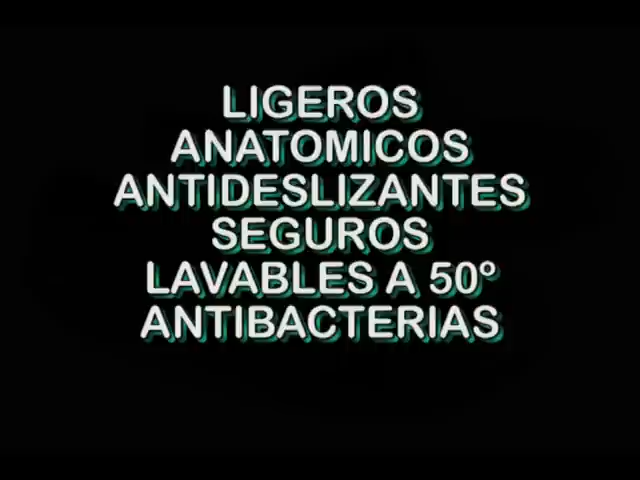 LIGEROS
ANATOMICOS
ANTIDESLIZANTES
SEGUROS
LAVABLES A 50º
ANTIBACTERIAS